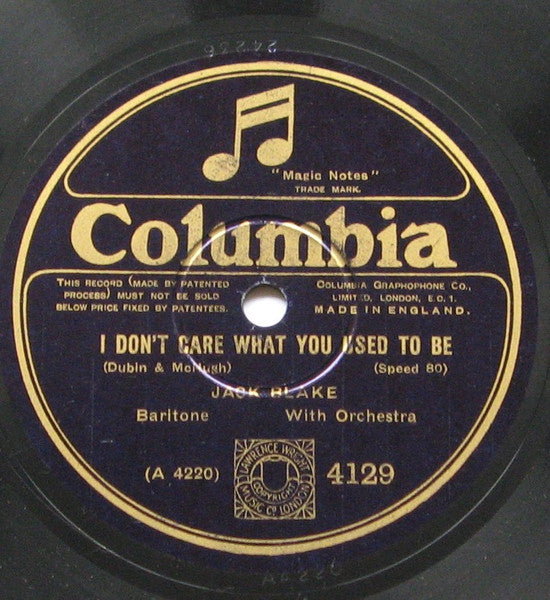 "Magic Notes"
TRADE MARK.
Columbia
THIS RECORD (MADE BY PATENTED
PROCESS) MUST NOT BE SOLD
BELOW PRICE FIXED BY PATENTEES.
COLUMBIA GRAPHOPHONE CO.,
LIMITED, LONDON, E.C.1.
MADE IN ENGLAND.
I DON'T CARE WHAT YOU USED TO BE
(Dubin & McHugh) (Speed 80)
JACK BLAKE
Baritone With Orchestra
(A 4220) LAWRENCE WRIGHT MUSIC CO LONDON COPYRIGHT 4129